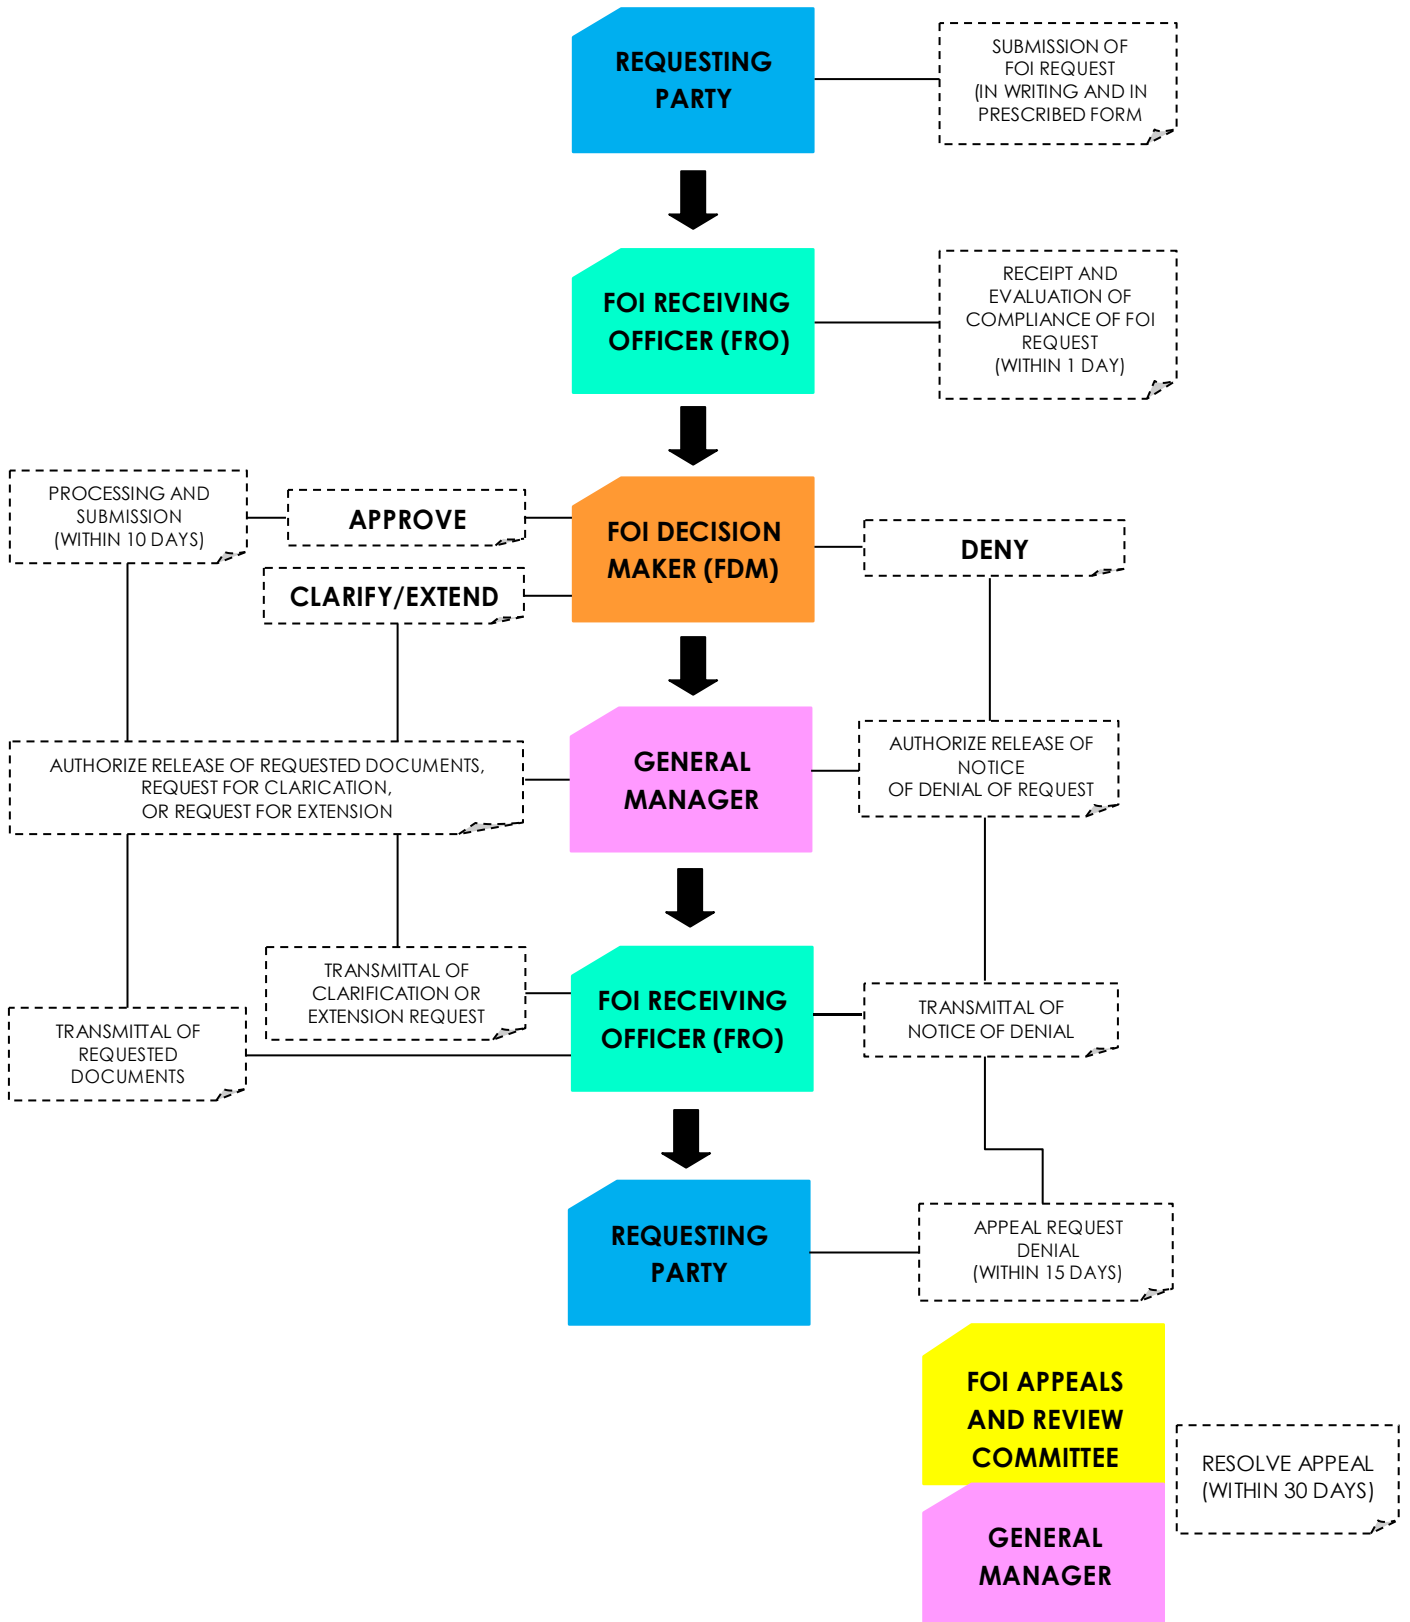 REQUESTING
PARTY
SUBMISSION OF
FOI REQUEST
(IN WRITING AND IN
PRESCRIBED FORM
FOI RECEIVING
OFFICER (FRO)
RECEIPT AND
EVALUATION OF
COMPLIANCE OF FOI
REQUEST
(WITHIN 1 DAY)
PROCESSING AND
SUBMISSION
(WITHIN 10 DAYS)
APPROVE
CLARIFY/EXTEND
FOI DECISION
MAKER (FDM)
DENY
AUTHORIZE RELEASE OF REQUESTED DOCUMENTS,
REQUEST FOR CLARICATION,
OR REQUEST FOR EXTENSION
GENERAL
MANAGER
AUTHORIZE RELEASE OF
NOTICE
OF DENIAL OF REQUEST
TRANSMITTAL OF
REQUESTED
DOCUMENTS
TRANSMITTAL OF
CLARIFICATION OR
EXTENSION REQUEST
FOI RECEIVING
OFFICER (FRO)
TRANSMITTAL OF
NOTICE OF DENIAL
REQUESTING
PARTY
APPEAL REQUEST
DENIAL
(WITHIN 15 DAYS)
FOI APPEALS
AND REVIEW
COMMITTEE
GENERAL
MANAGER
RESOLVE APPEAL
(WITHIN 30 DAYS)